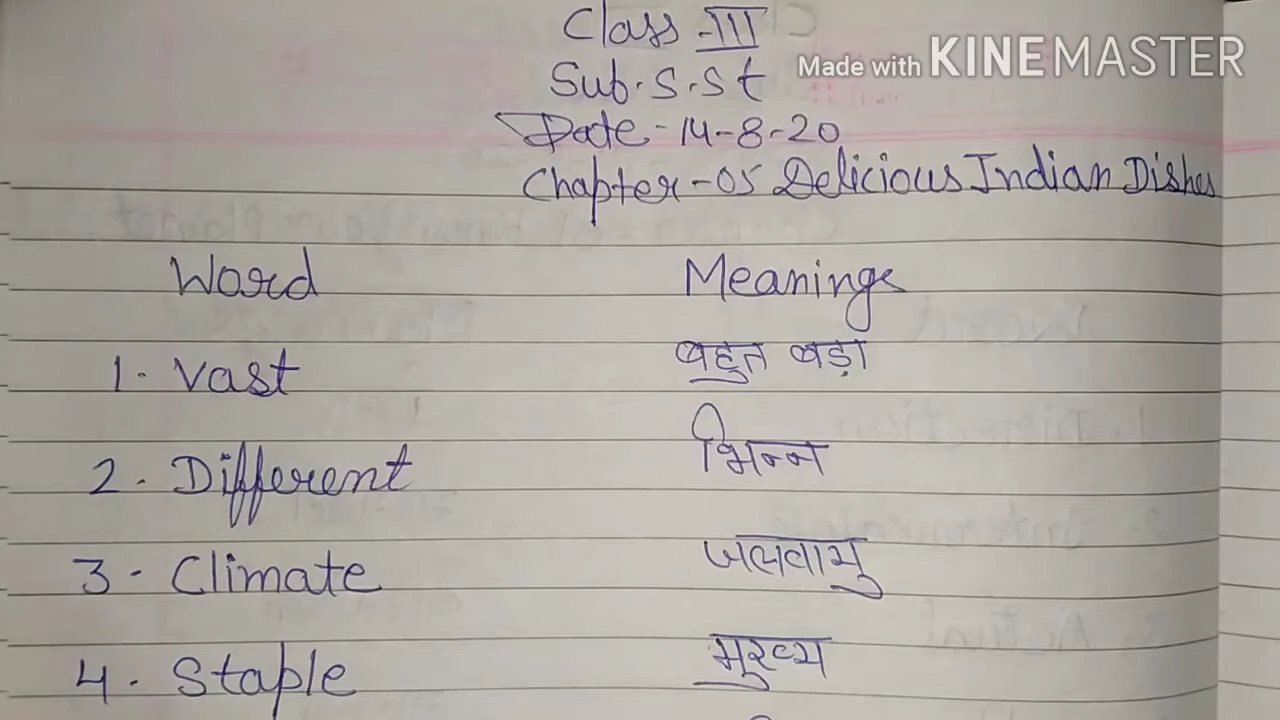 Class - III
Made with KINEMASTER
Sub. S. St
Date - 14-8-20
Chapter - 05 Delicious Indian Dishes
Word Meanings
1. Vast बहुत बड़ा
2. Different भिन्न
3. Climate जलवायु
4. Staple मुख्य